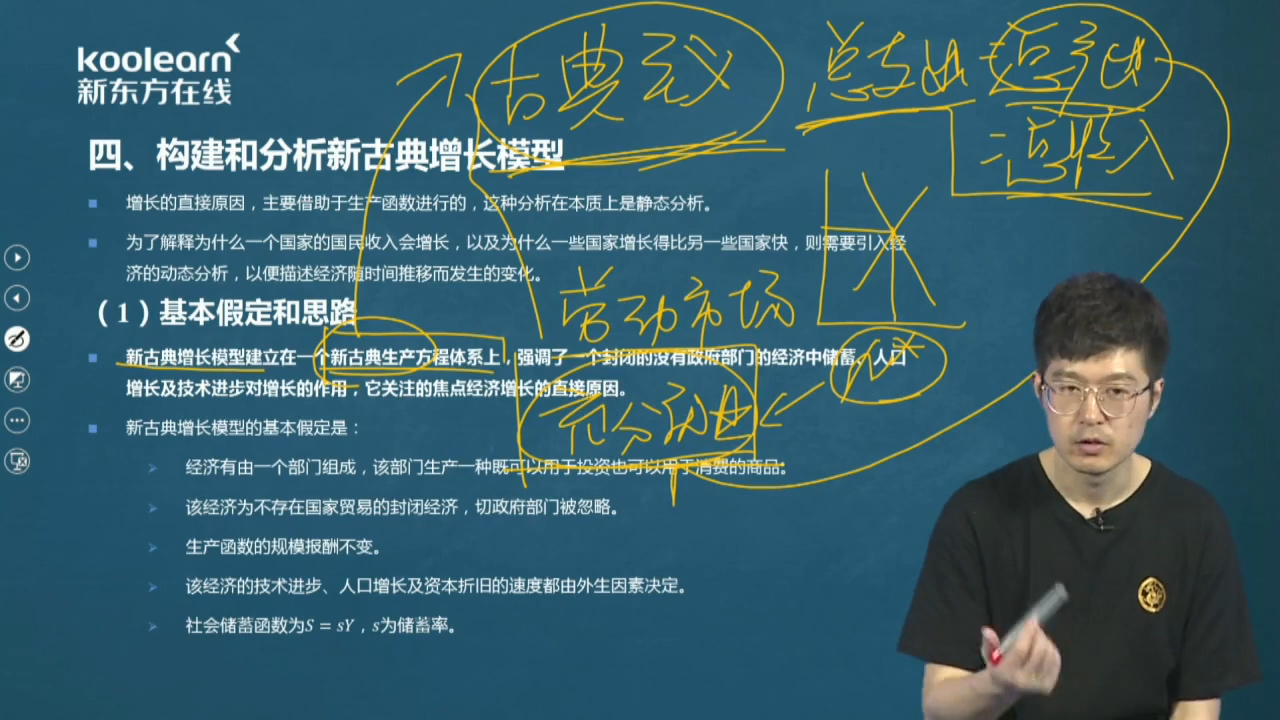 koolearn
新东方在线
古典主义
总支出
总产出
总收入
四、构建和分析新古典增长模型
增长的直接原因，主要借助于生产函数进行的，这种分析在本质上是静态分析。
为了解释为什么一个国家的国民收入会增长，以及为什么一些国家增长得比另一些国家快，则需要引入经
济的动态分析，以便描述经济随时间推移而发生的变化。
（1）基本假定和思路
劳动市场
新古典增长模型建立在一个新古典生产方程体系上，强调了一个封闭的没有政府部门的经济中储蓄、人口
增长及技术进步对增长的作用，它关注的焦点经济增长的直接原因。
充分就业
新古典增长模型的基本假定是：
经济有由一个部门组成，该部门生产一种既可以用于投资也可以用于消费的商品。
该经济为不存在国家贸易的封闭经济，切政府部门被忽略。
生产函数的规模报酬不变。
该经济的技术进步、人口增长及资本折旧的速度都由外生因素决定。
社会储蓄函数为S = sY，s为储蓄率。